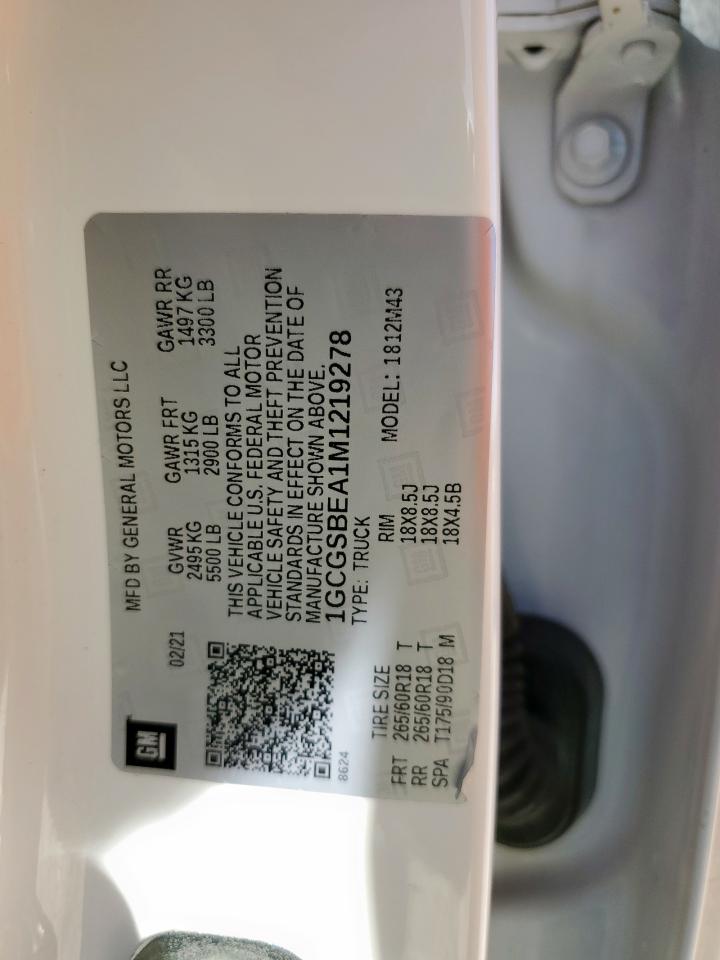 GM
MFD BY GENERAL MOTORS LLC
02/21
GVWR GAWR FRT GAWR RR
2495KG 1315 KG 1497 KG
5500 LB 2900 LB 3300 LB
THIS VEHICLE CONFORMS TO ALL
APPLICABLE U.S. FEDERAL MOTOR
VEHICLE SAFETY AND THEFT PREVENTION
STANDARDS IN EFFECT ON THE DATE OF
MANUFACTURE SHOWN ABOVE.
1GCGSBEA1M1219278
8624
TYPE: TRUCK
TIRE SIZE RIM MODEL: 1812M43
FRT 265/60R18 T 18X8.5J
RR 265/60R18 T 18X8.5J
SPA T175/90D18 M 18X4.5B